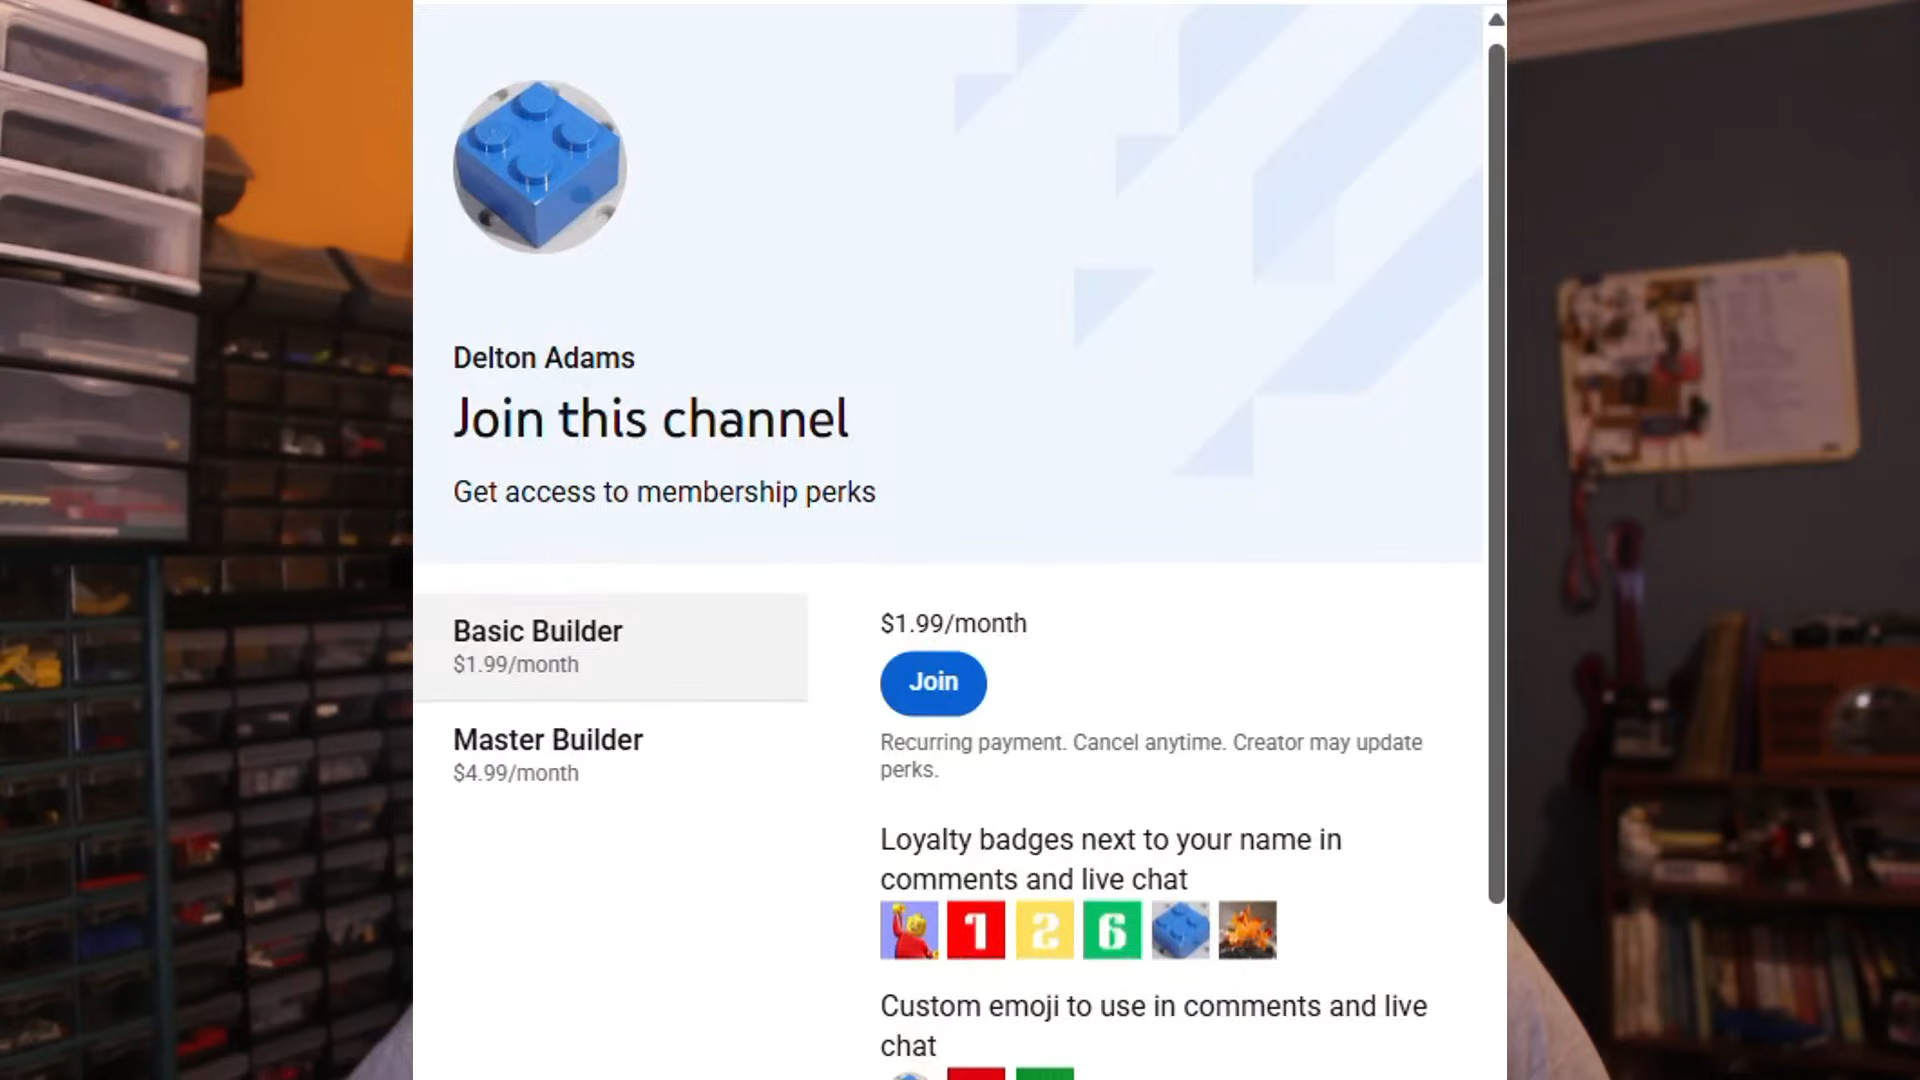 Delton Adams
Join this channel
Get access to membership perks
Basic Builder
$1.99/month
Master Builder
$4.99/month
$1.99/month
Join
Recurring payment. Cancel anytime. Creator may update
perks.
Loyalty badges next to your name in
comments and live chat
1 2 6
Custom emoji to use in comments and live
chat